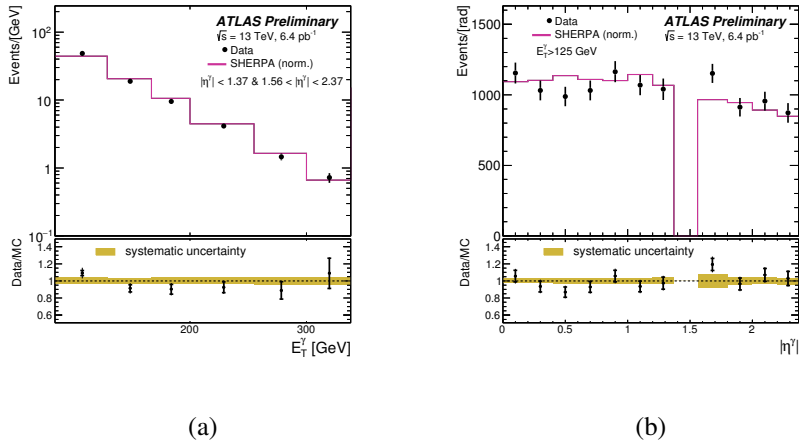 ATLAS Preliminary
√s = 13 TeV, 6.4 pb⁻¹
Data
SHERPA (norm.)
|η^γ| < 1.37 & 1.56 < |η^γ| < 2.37
Events/[GeV]
10²
10
1
10⁻¹
systematic uncertainty
Data/MC
1.4
1.2
1
0.8
0.6
200
300
E_T^γ [GeV]
(a)
ATLAS Preliminary
√s = 13 TeV, 6.4 pb⁻¹
Data
SHERPA (norm.)
E_T^γ>125 GeV
Events/[rad]
1500
1000
500
0
systematic uncertainty
Data/MC
1.4
1.2
1
0.8
0.6
0
0.5
1
1.5
2
|η^γ|
(b)